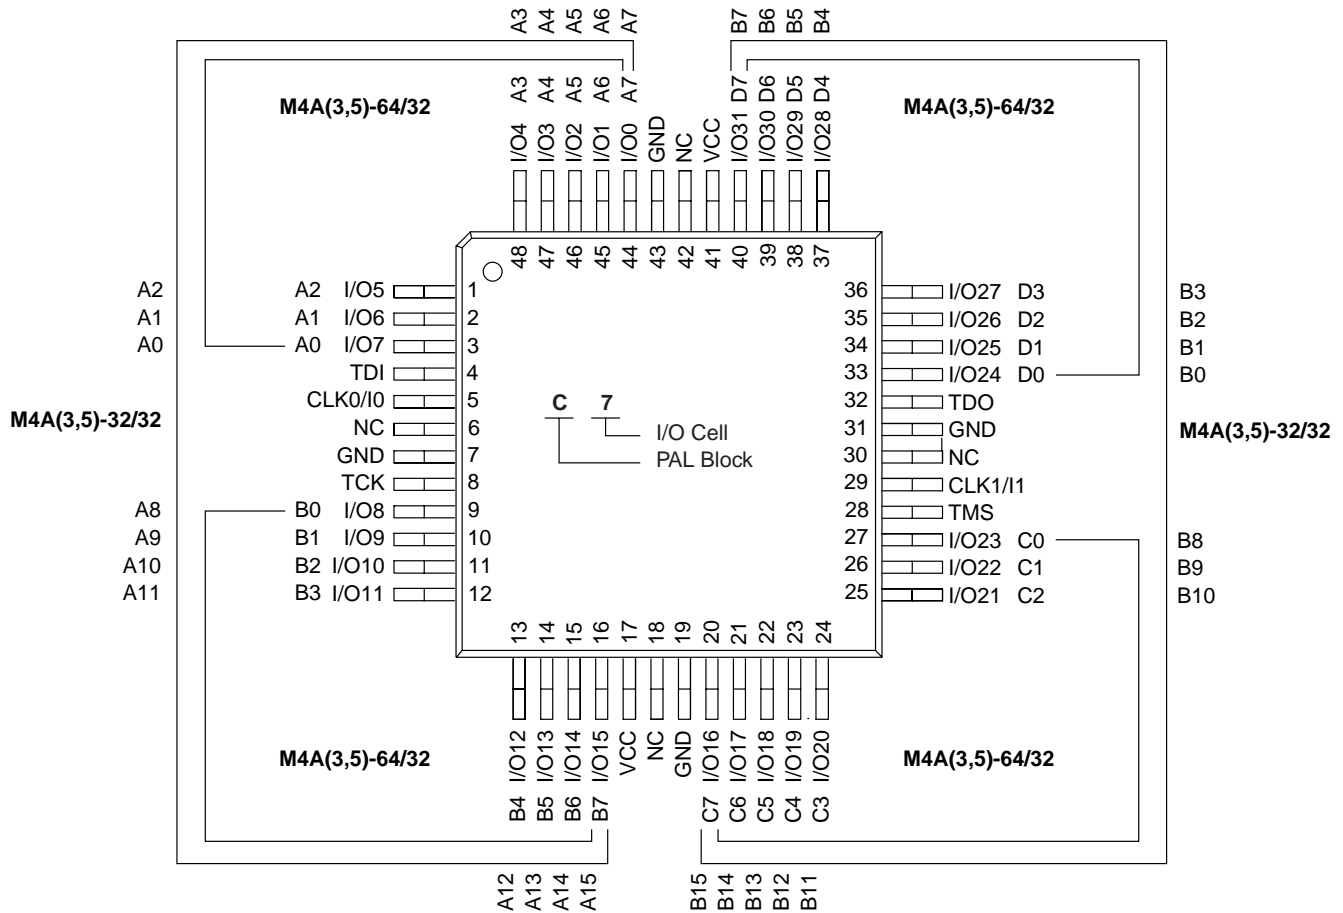 A3 A4 A5 A6 A7 B7 B6 B5 B4
M4A(3,5)-64/32
A3 A4 A5 A6 A7 D7 D6 D5 D4
M4A(3,5)-64/32
I/O4 I/O3 I/O2 I/O1 I/O0 GND NC VCC I/O31 I/O30 I/O29 I/O28
48 47 46 45 44 43 42 41 40 39 38 37
A2 A2 I/O5 1 36 I/O27 D3 B3
A1 A1 I/O6 2 35 I/O26 D2 B2
A0 A0 I/O7 3 34 I/O25 D1 B1
TDI 4 33 I/O24 D0 B0
CLK0/I0 5 32 TDO
M4A(3,5)-32/32
NC 6 31 GND
M4A(3,5)-32/32
GND 7 30 NC
TCK 8 29 CLK1/I1
C 7
I/O Cell
PAL Block
A8 B0 I/O8 9 28 TMS
A9 B1 I/O9 10 27 I/O23 C0 B8
A10 B2 I/O10 11 26 I/O22 C1 B9
A11 B3 I/O11 12 25 I/O21 C2 B10
13 14 15 16 17 18 19 20 21 22 23 24
I/O12 I/O13 I/O14 I/O15 VCC NC GND I/O16 I/O17 I/O18 I/O19 I/O20
M4A(3,5)-64/32
M4A(3,5)-64/32
B4 B5 B6 B7 C7 C6 C5 C4 C3
A12 A13 A14 A15 B15 B14 B13 B12 B11